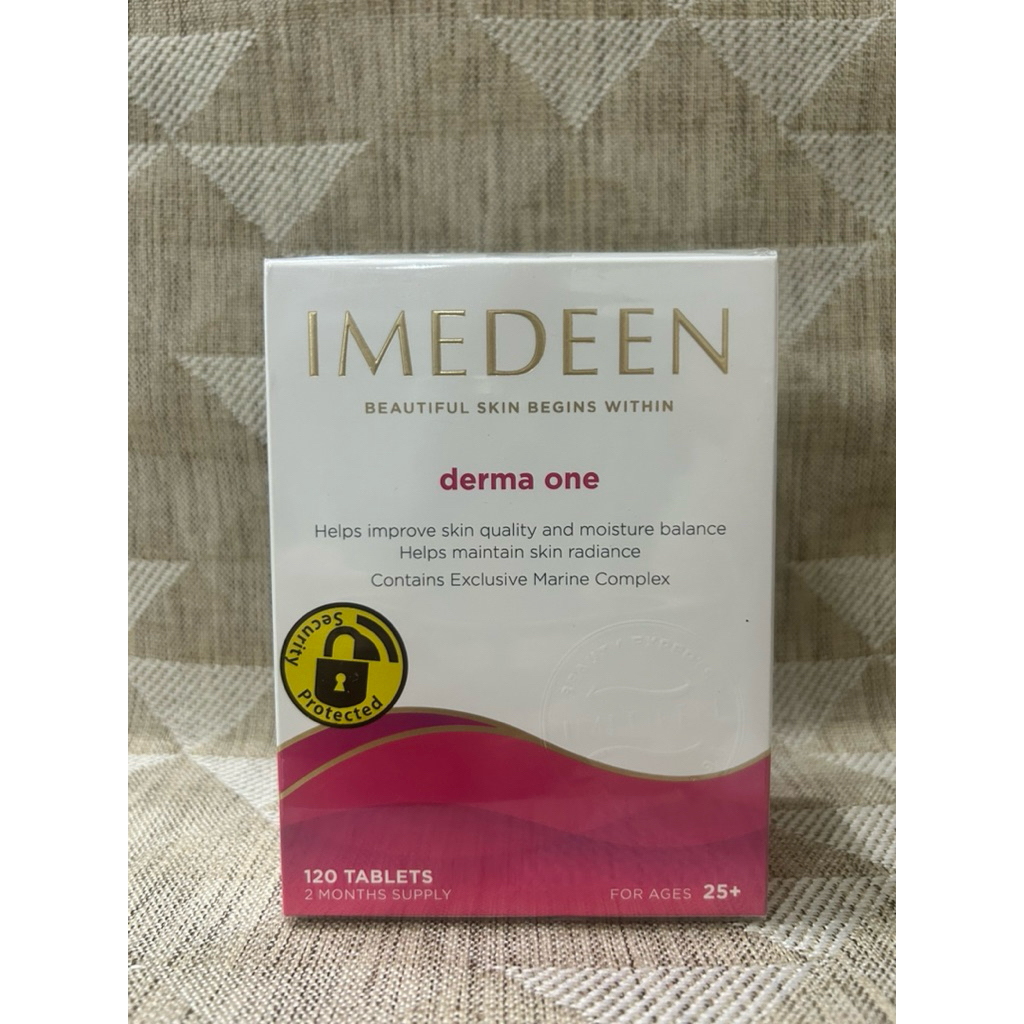 IMEDEEN
BEAUTIFUL SKIN BEGINS WITHIN
derma one
Helps improve skin quality and moisture balance
Helps maintain skin radiance
Contains Exclusive Marine Complex
Security
Protected
120 TABLETS
2 MONTHS SUPPLY
FOR AGES 25+